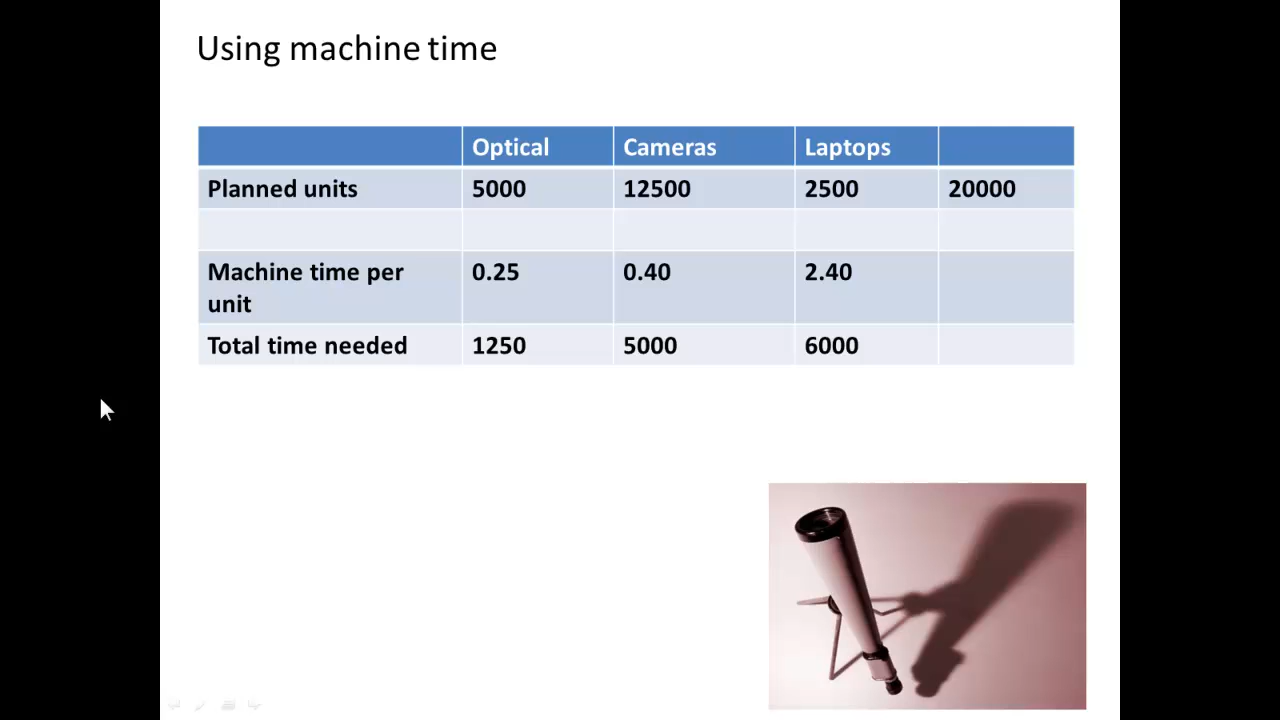 Using machine time
Optical Cameras Laptops
Planned units 5000 12500 2500 20000
Machine time per 0.25 0.40 2.40
unit
Total time needed 1250 5000 6000